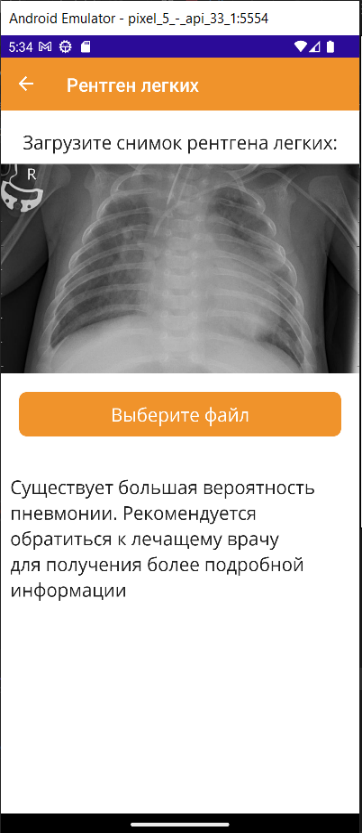 Android Emulator - pixel_5_-_api_33_1:5554
5:34
Рентген легких
Загрузите снимок рентгена легких:
R
Выберите файл
Существует большая вероятность
пневмонии. Рекомендуется
обратиться к лечащему врачу
для получения более подробной
информации